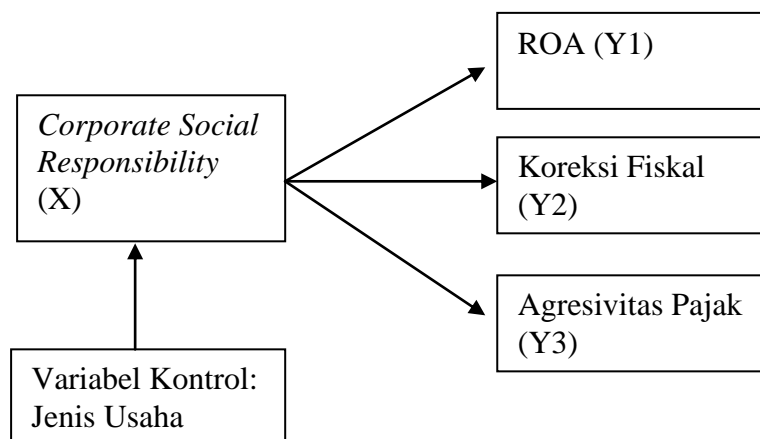 Corporate Social
Responsibility
(X)
Variabel Kontrol:
Jenis Usaha
ROA (Y1)
Koreksi Fiskal
(Y2)
Agresivitas Pajak
(Y3)